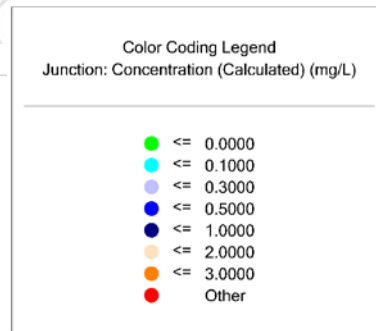 Color Coding Legend
Junction: Concentration (Calculated) (mg/L)
<= 0.0000
<= 0.1000
<= 0.3000
<= 0.5000
<= 1.0000
<= 2.0000
<= 3.0000
Other